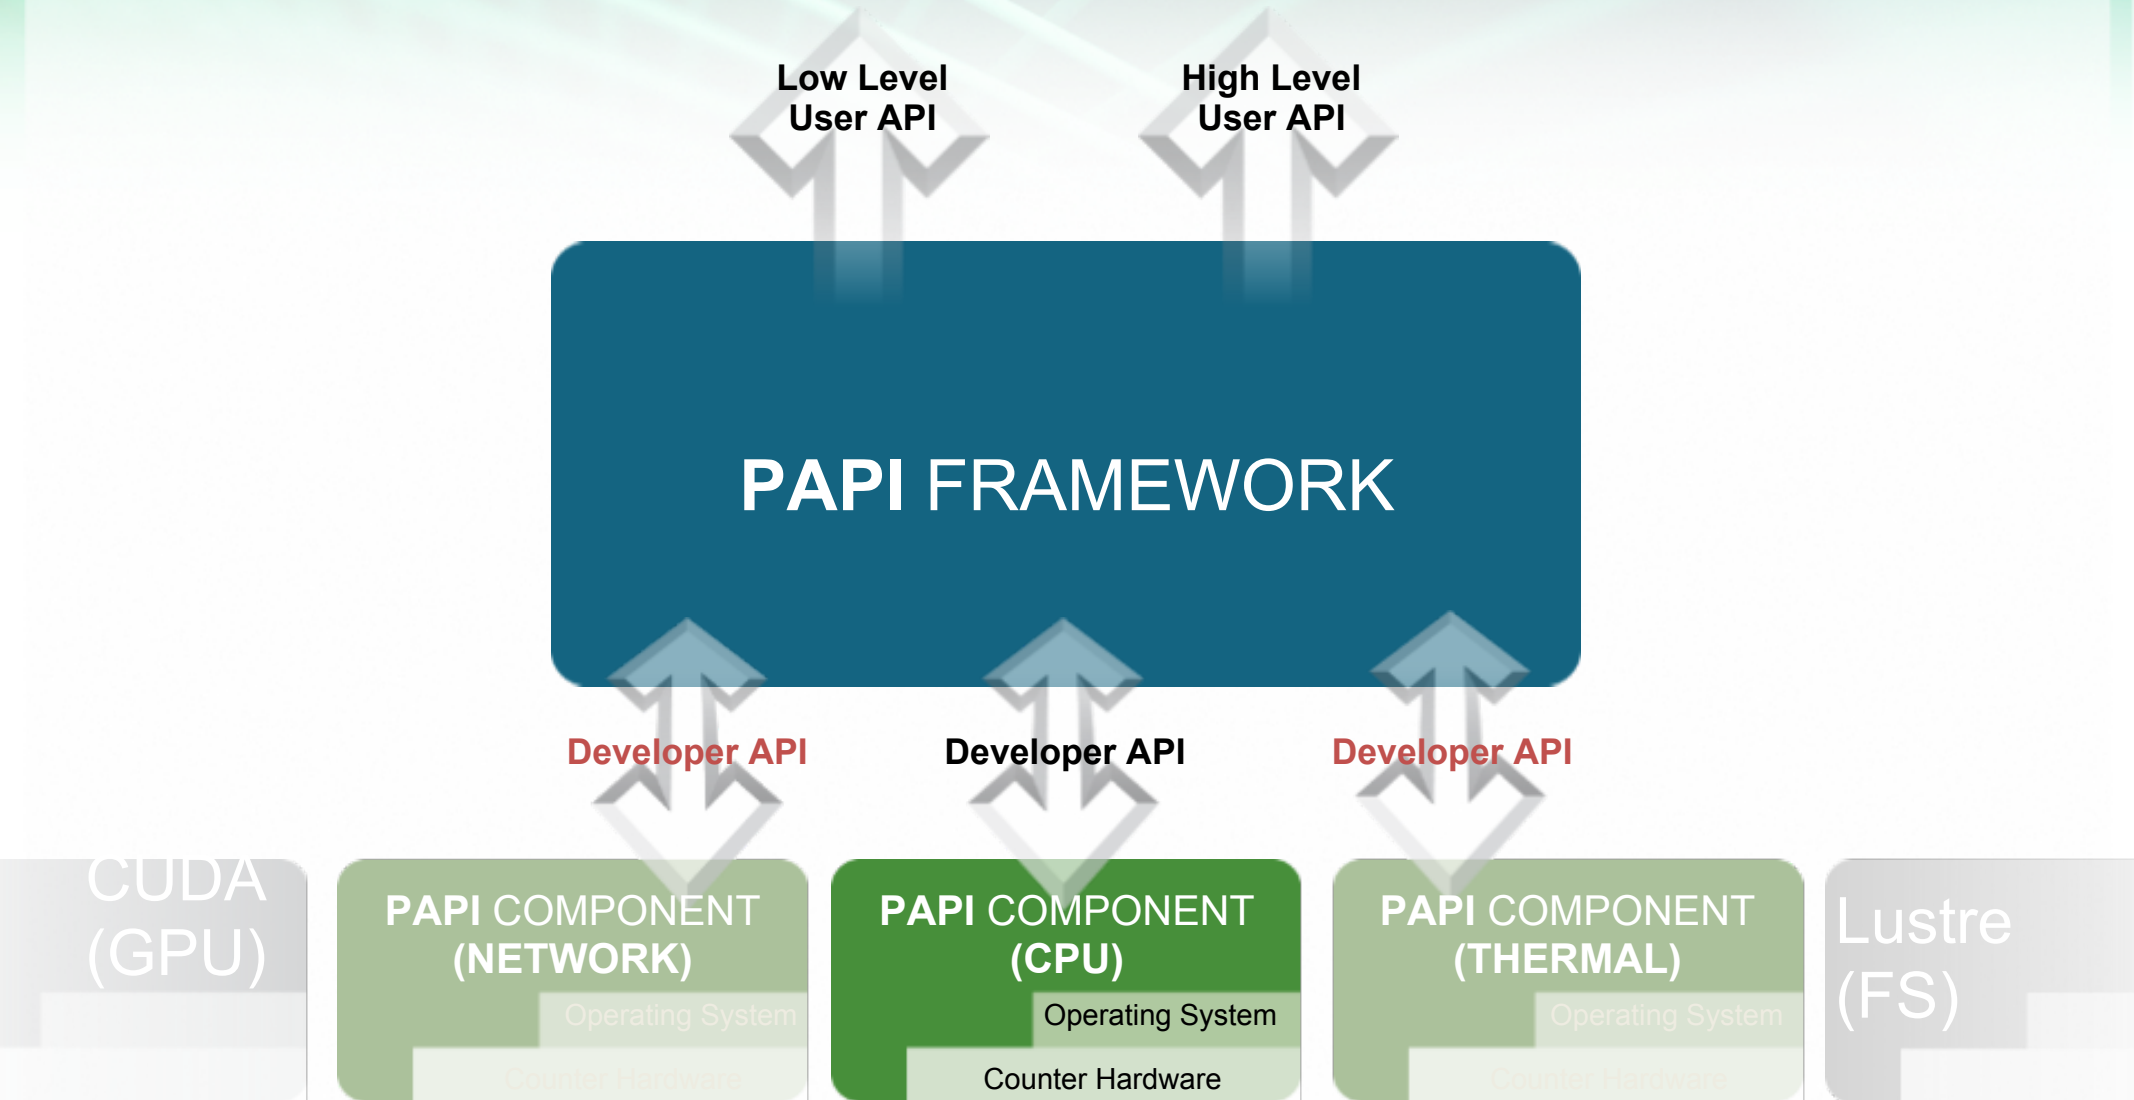 Low Level
User API
High Level
User API
PAPI FRAMEWORK
Developer API
Developer API
Developer API
CUDA
(GPU)
PAPI COMPONENT
(NETWORK)
Operating System
Counter Hardware
PAPI COMPONENT
(CPU)
Operating System
Counter Hardware
PAPI COMPONENT
(THERMAL)
Operating System
Counter Hardware
Lustre
(FS)